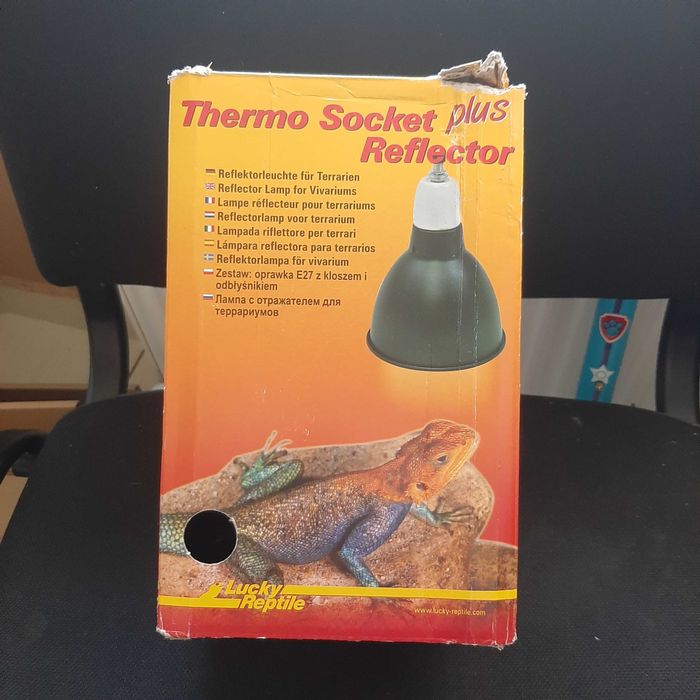 Thermo Socket plus
Reflector
Reflektorleuchte für Terrarien
Reflector Lamp for Vivariums
Lampe réflecteur pour terrariums
Reflectorlamp voor terrarium
Lampada riflettore per terrari
Lámpara reflectora para terrarios
Reflektorlampa för vivarium
Zestaw: oprawka E27 z kloszem i
odbłyśnikiem
Лампа с отражателем для
террариумов
Lucky
Reptile
www.lucky-reptile.com